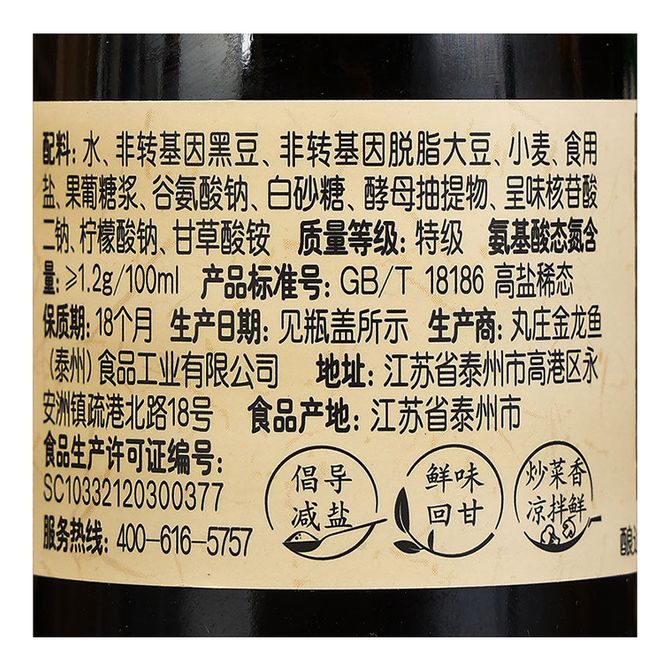 配料: 水、非转基因黑豆、非转基因脱脂大豆、小麦、食用
盐、果葡糖浆、谷氨酸钠、白砂糖、酵母抽提物、呈味核苷酸
二钠、柠檬酸钠、甘草酸铵 质量等级: 特级 氨基酸态氮含
量: ≥1.2g/100ml 产品标准号: GB/T 18186 高盐稀态
保质期: 18个月 生产日期: 见瓶盖所示 生产商: 丸庄金龙鱼
(泰州) 食品工业有限公司 地址: 江苏省泰州市高港区永
安洲镇疏港北路18号 食品产地: 江苏省泰州市
食品生产许可证编号:
SC10332120300377
服务热线: 400-616-5757
倡导
减盐
鲜味
回甘
炒菜香
凉拌鲜
酿